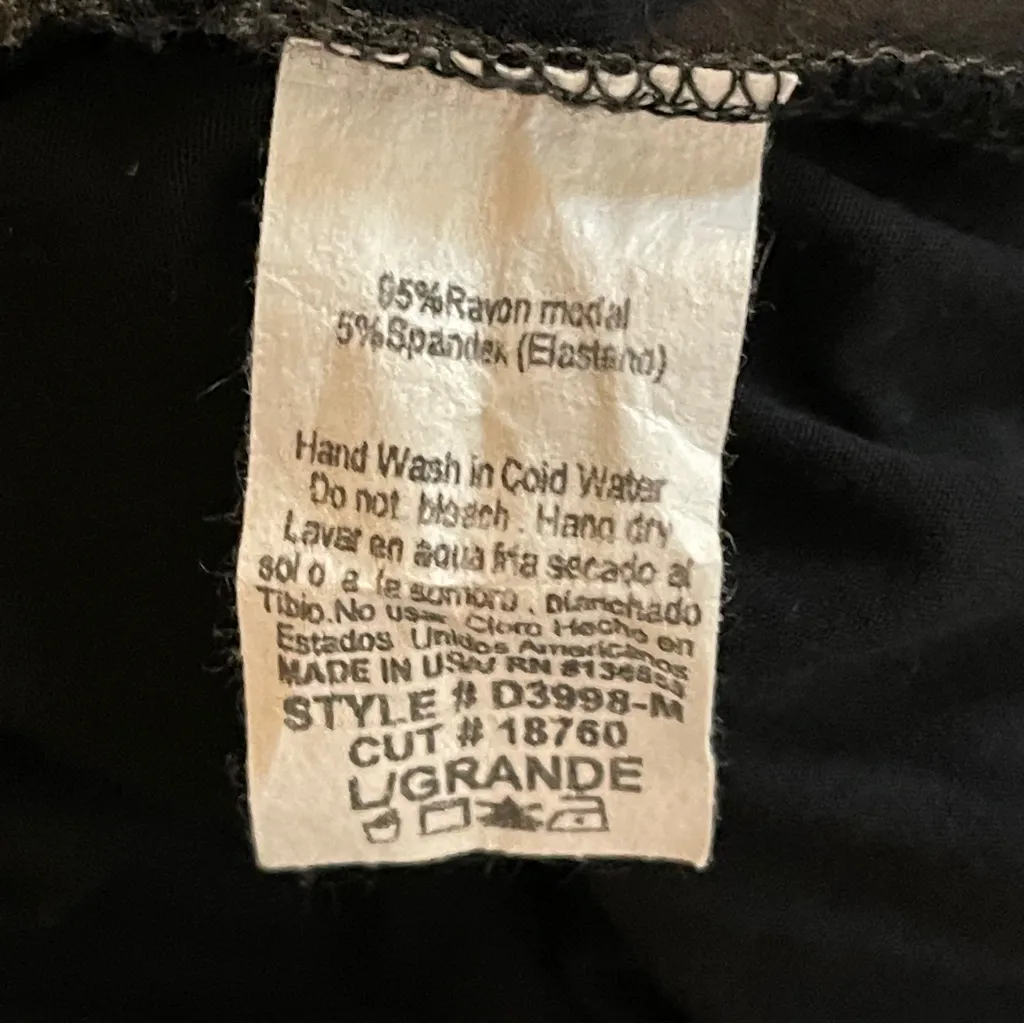 95%Rayon modal
5%Spandex (Elastano)
Hand Wash in Cold Water
Do not bleach . Hang dry
Lavar en agua fria secado al
sol o a la sombra . planchado
Tibio.No usar Cloro Hecho en
Estados Unidos Americanos
MADE IN USA/ RN
STYLE # D3998-M
CUT # 18760
L/GRANDE